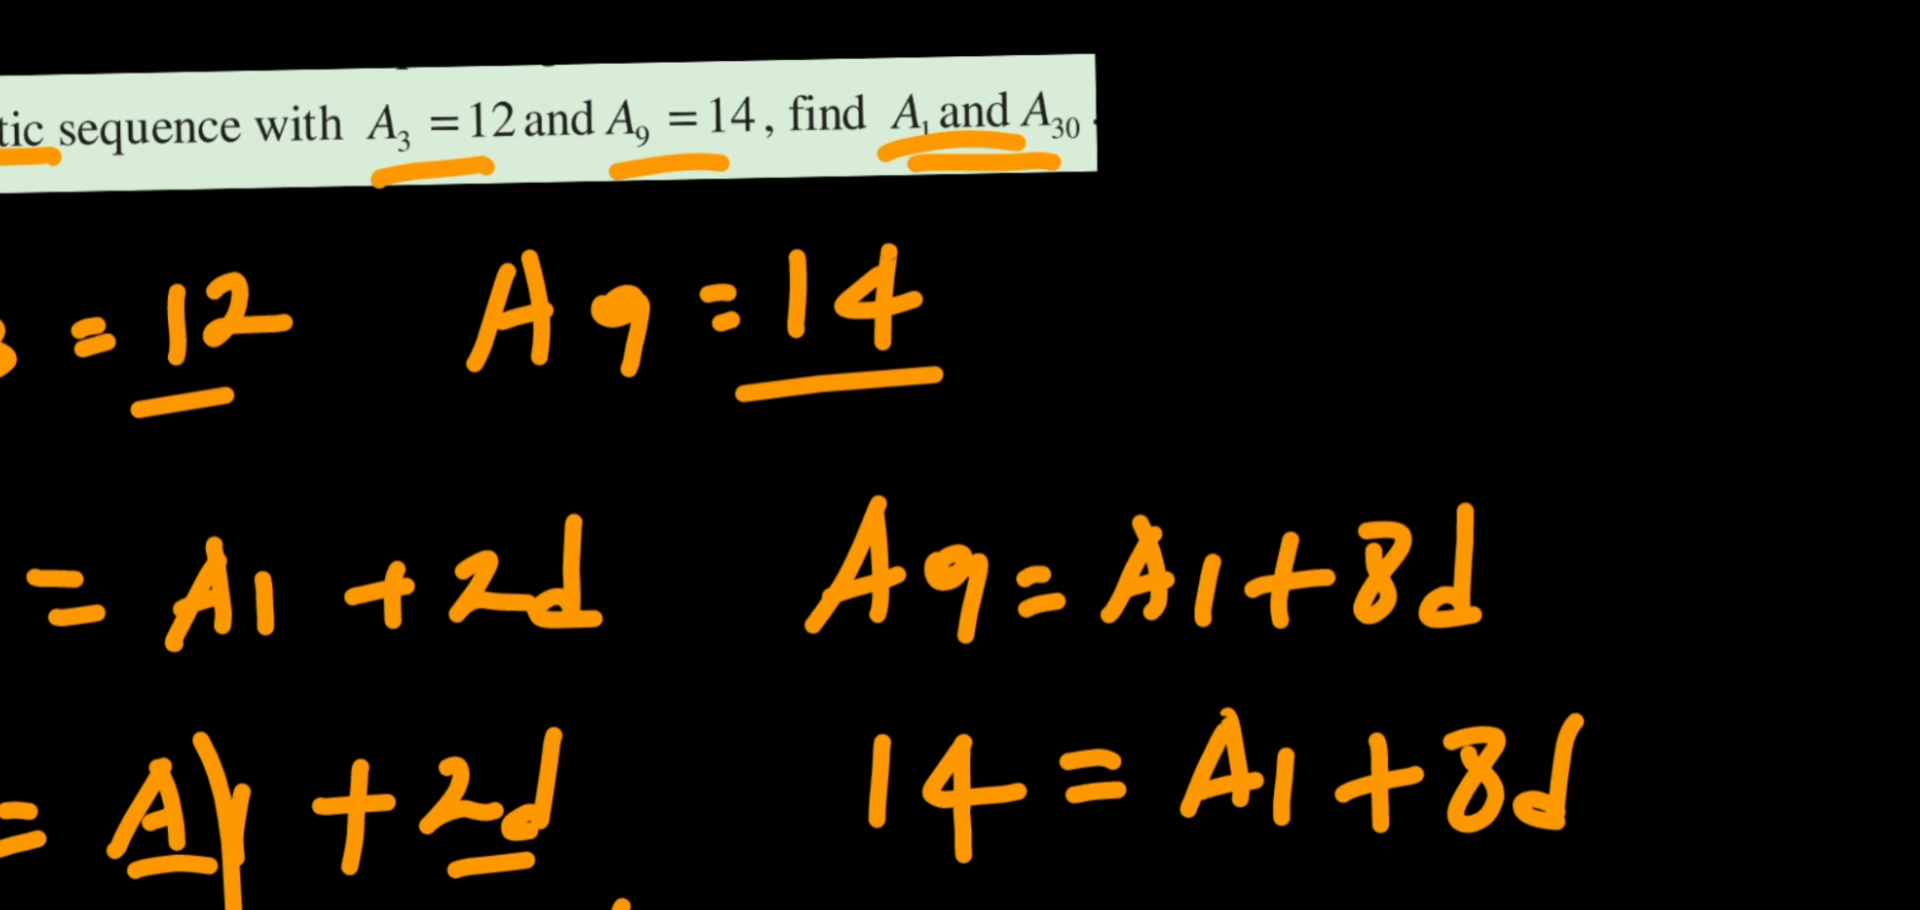 tic sequence with A₃ = 12 and A₉ = 14, find A₁ and A₃₀.
3 = 12 A9 = 14
= A1 + 2d A9 = A1 + 8d
= A1 + 2d 14 = A1 + 8d